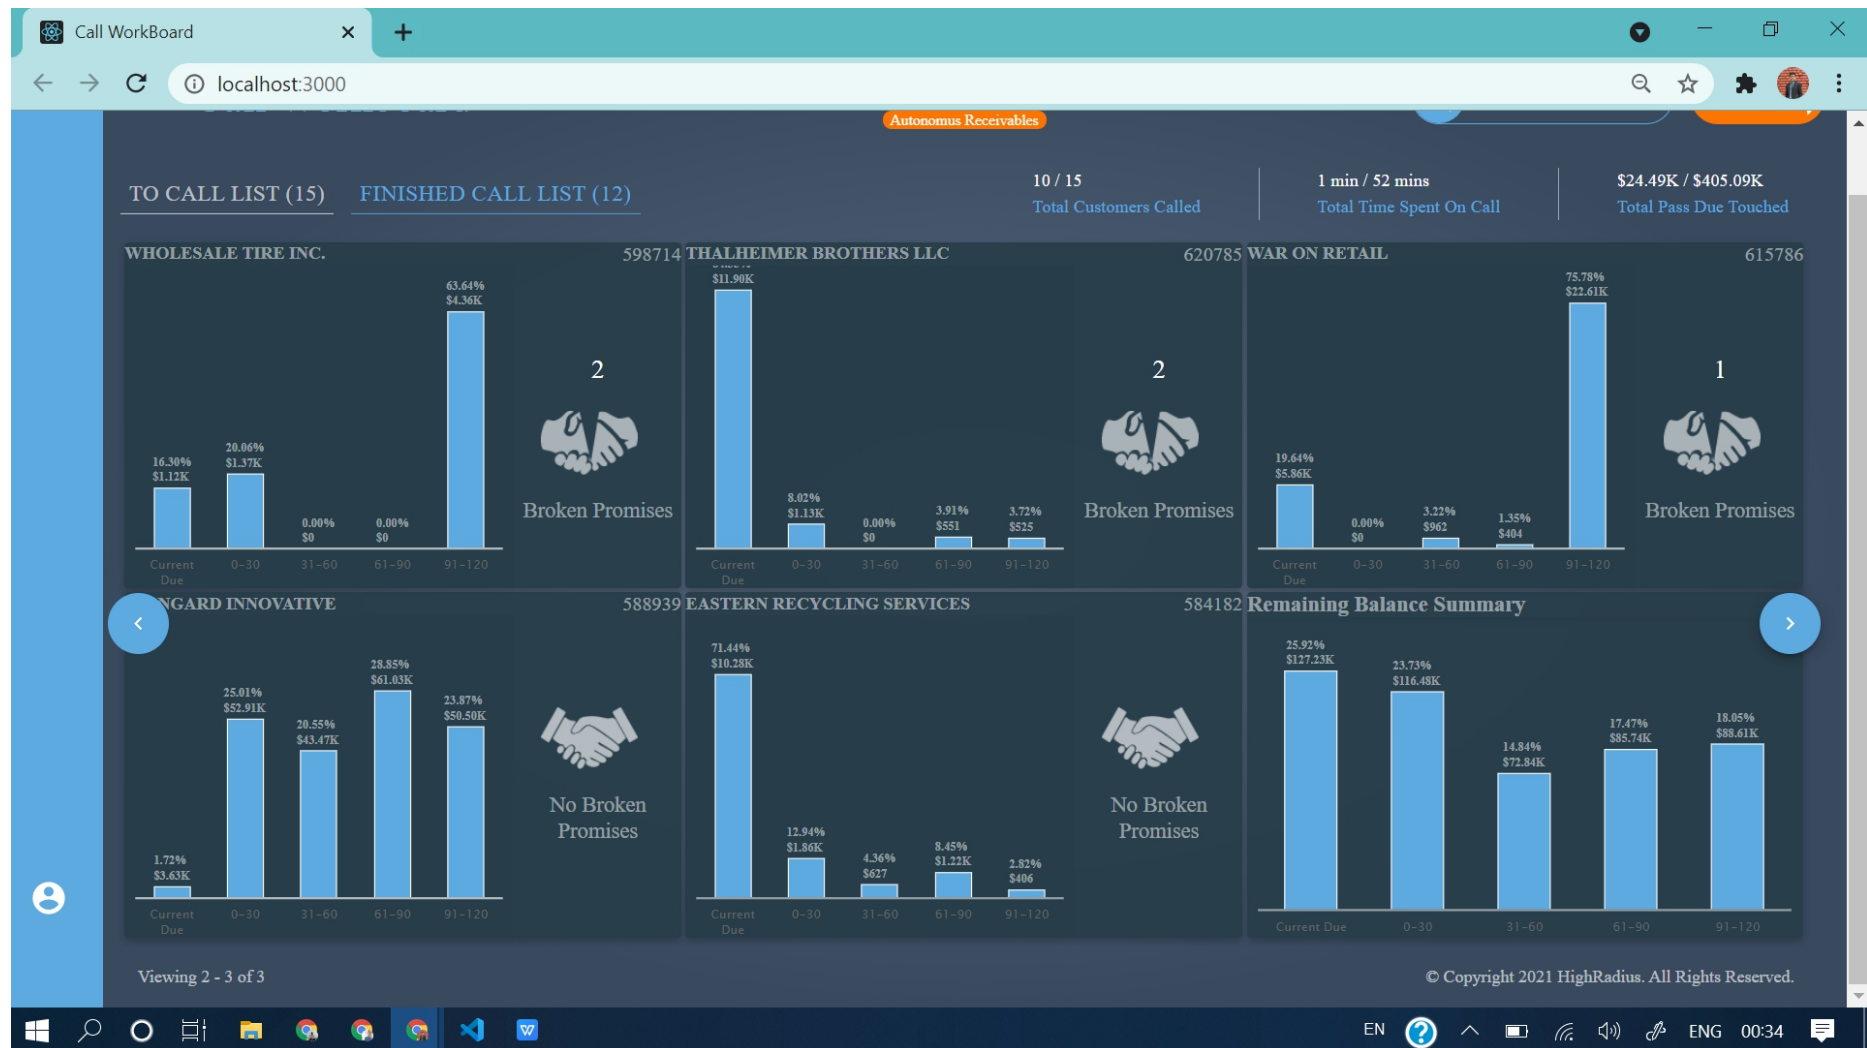 Call WorkBoard
localhost:3000
Autonomus Receivables
TO CALL LIST (15)
FINISHED CALL LIST (12)
10 / 15
Total Customers Called
1 min / 52 mins
Total Time Spent On Call
$24.49K / $405.09K
Total Pass Due Touched
WHOLESALE TIRE INC.
598714
16.30%
$1.12K
20.06%
$1.37K
0.00%
$0
0.00%
$0
63.64%
$4.36K
Current Due
0-30
31-60
61-90
91-120
2
Broken Promises
THALHEIMER BROTHERS LLC
620785
$11.90K
8.02%
$1.13K
0.00%
$0
3.91%
$551
3.72%
$525
Current Due
0-30
31-60
61-90
91-120
2
Broken Promises
WAR ON RETAIL
615786
19.64%
$5.86K
0.00%
$0
3.22%
$962
1.35%
$404
75.78%
$22.61K
Current Due
0-30
31-60
61-90
91-120
1
Broken Promises
NGARD INNOVATIVE
588939
1.72%
$3.63K
25.01%
$52.91K
20.55%
$43.47K
28.85%
$61.03K
23.87%
$50.50K
Current Due
0-30
31-60
61-90
91-120
No Broken
Promises
EASTERN RECYCLING SERVICES
584182
71.44%
$10.28K
12.94%
$1.86K
4.36%
$627
8.45%
$1.22K
2.82%
$406
Current Due
0-30
31-60
61-90
91-120
No Broken
Promises
Remaining Balance Summary
25.92%
$127.23K
23.73%
$116.48K
14.84%
$72.84K
17.47%
$85.74K
18.05%
$88.61K
Current Due
0-30
31-60
61-90
91-120
Viewing 2 - 3 of 3
© Copyright 2021 HighRadius. All Rights Reserved.
EN
ENG
00:34